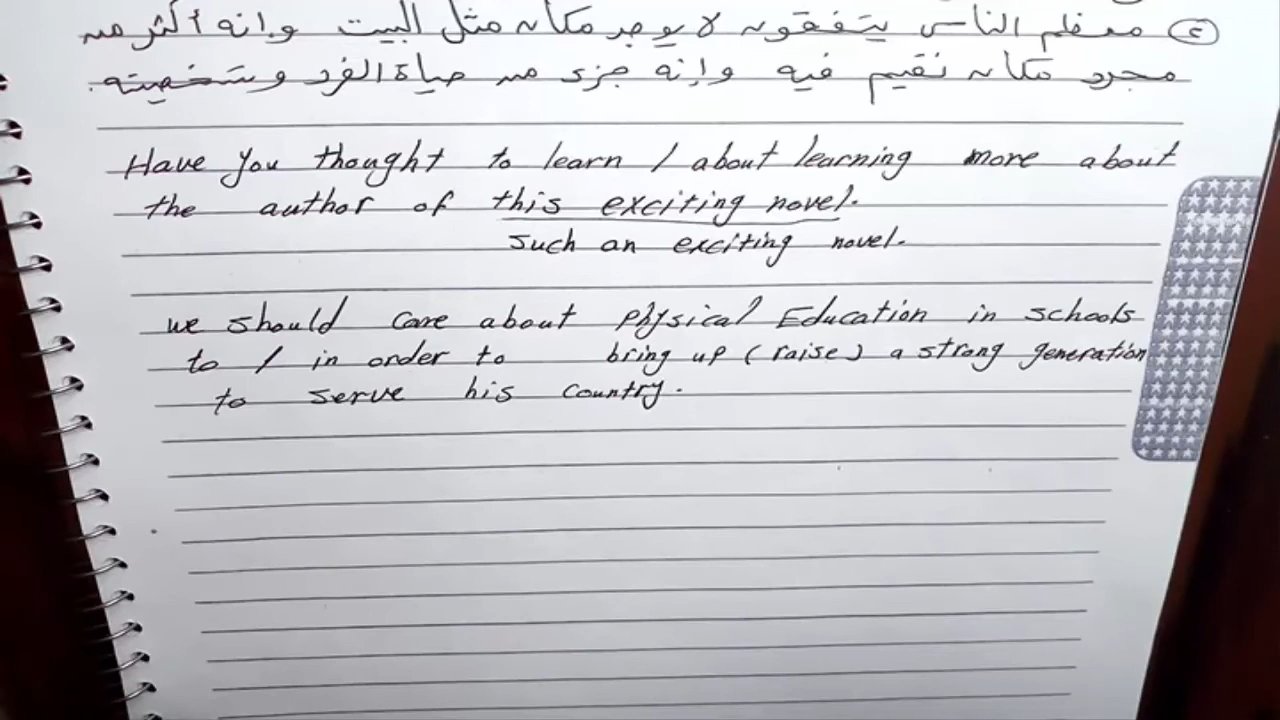 ٤ معظم الناس يتفقون لا يوجد مكان مثل البيت وإنه أكثر من
مجرد مكان نقيم فيه وإنه جزء من حياة الفرد وشخصيته.
Have you thought to learn / about learning more about
the author of this exciting novel.
such an exciting novel.
we should care about physical Education in schools
to / in order to bring up (raise) a strong generation
to serve his country.